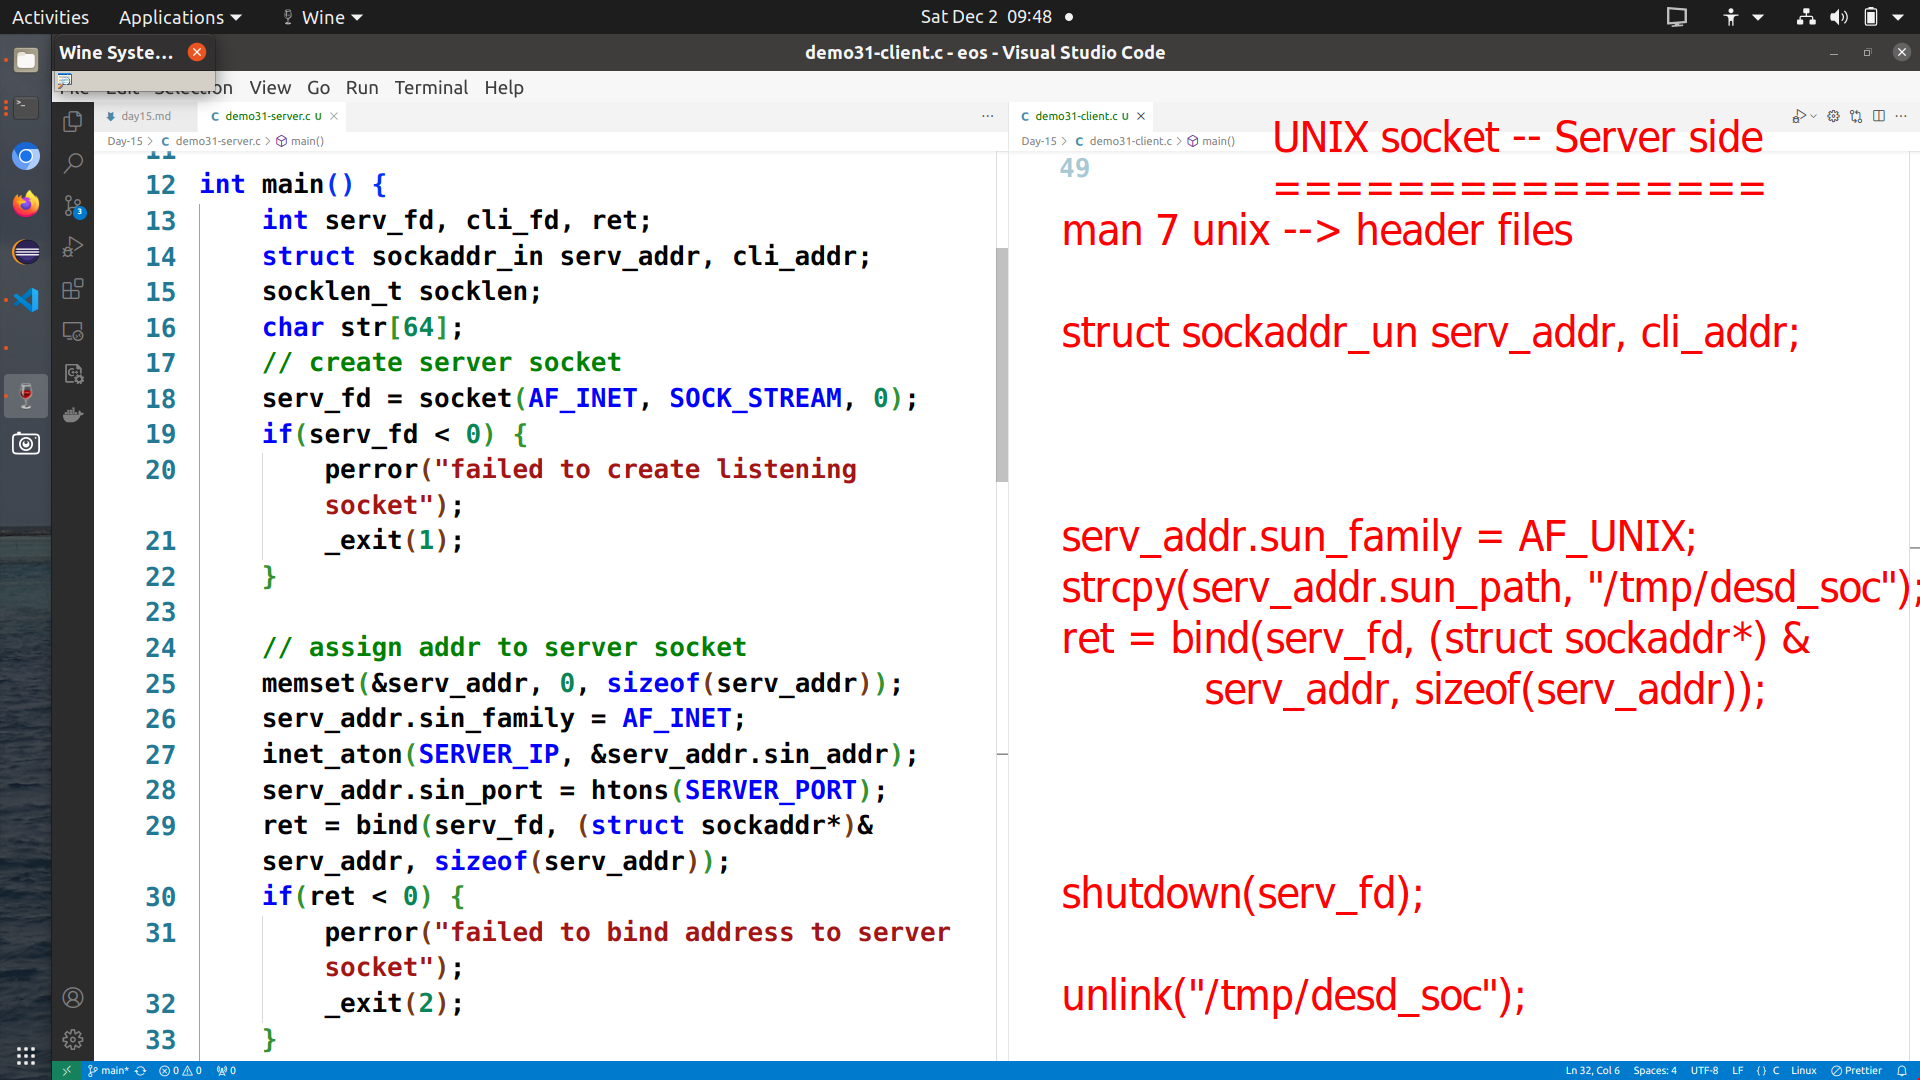 Activities
Applications
Wine
Sat Dec 2 09:48
Wine Syste...
demo31-client.c - eos - Visual Studio Code
Selection
View
Go
Run
Terminal
Help
day15.md
demo31-server.c U
Day-15 > C demo31-server.c > main()
11
12 int main() {
13 int serv_fd, cli_fd, ret;
14 struct sockaddr_in serv_addr, cli_addr;
15 socklen_t socklen;
16 char str[64];
17 // create server socket
18 serv_fd = socket(AF_INET, SOCK_STREAM, 0);
19 if(serv_fd < 0) {
20 perror("failed to create listening
socket");
21 _exit(1);
22 }
23
24 // assign addr to server socket
25 memset(&serv_addr, 0, sizeof(serv_addr));
26 serv_addr.sin_family = AF_INET;
27 inet_aton(SERVER_IP, &serv_addr.sin_addr);
28 serv_addr.sin_port = htons(SERVER_PORT);
29 ret = bind(serv_fd, (struct sockaddr*)&
serv_addr, sizeof(serv_addr));
30 if(ret < 0) {
31 perror("failed to bind address to server
socket");
32 _exit(2);
33 }
demo31-client.c U
Day-15 > C demo31-client.c > main()
49
UNIX socket -- Server side
================
man 7 unix --> header files
struct sockaddr_un serv_addr, cli_addr;
serv_addr.sun_family = AF_UNIX;
strcpy(serv_addr.sun_path, "/tmp/desd_soc");
ret = bind(serv_fd, (struct sockaddr*) &
serv_addr, sizeof(serv_addr));
shutdown(serv_fd);
unlink("/tmp/desd_soc");
3
main*
0 0
0
Ln 32, Col 6
Spaces: 4
UTF-8
LF
{ } C
Linux
Prettier